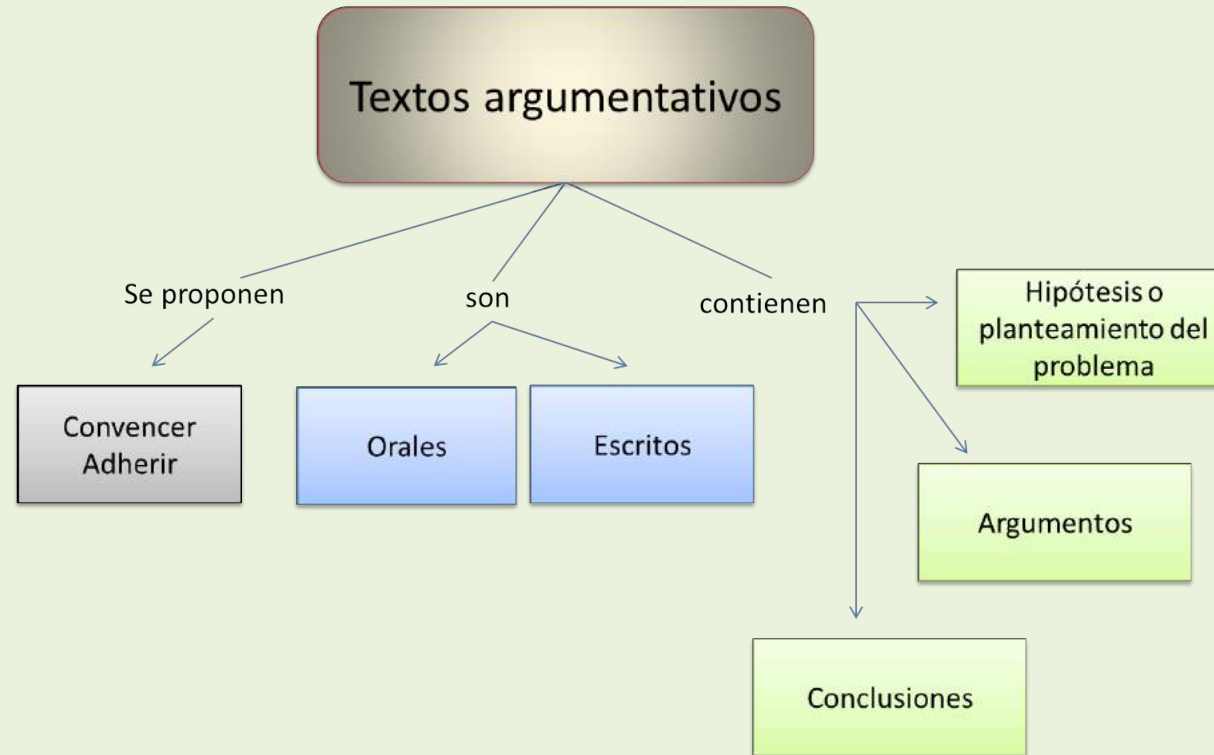 Textos argumentativos
Se proponen
son
contienen
Convencer
Adherir
Orales
Escritos
Hipótesis o
planteamiento del
problema
Argumentos
Conclusiones